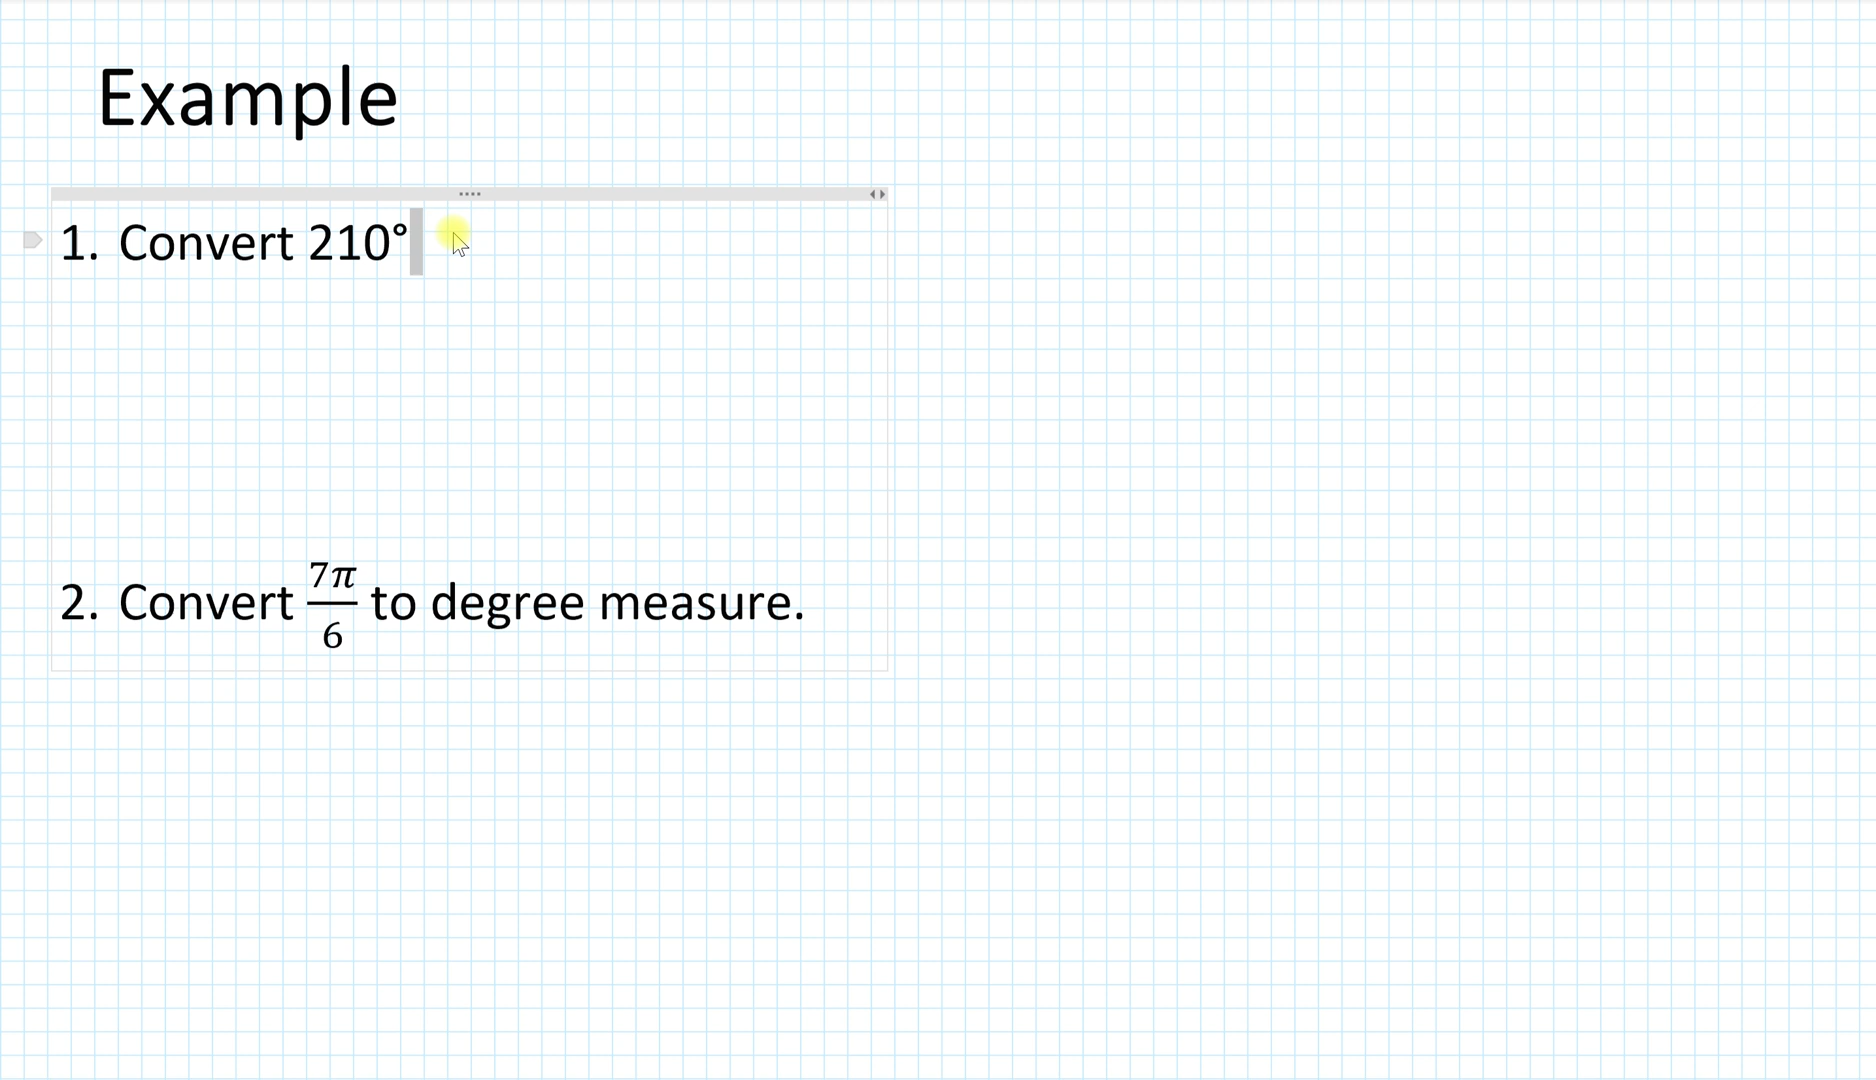 Example
1. Convert 210°
2. Convert 7π/6 to degree measure.